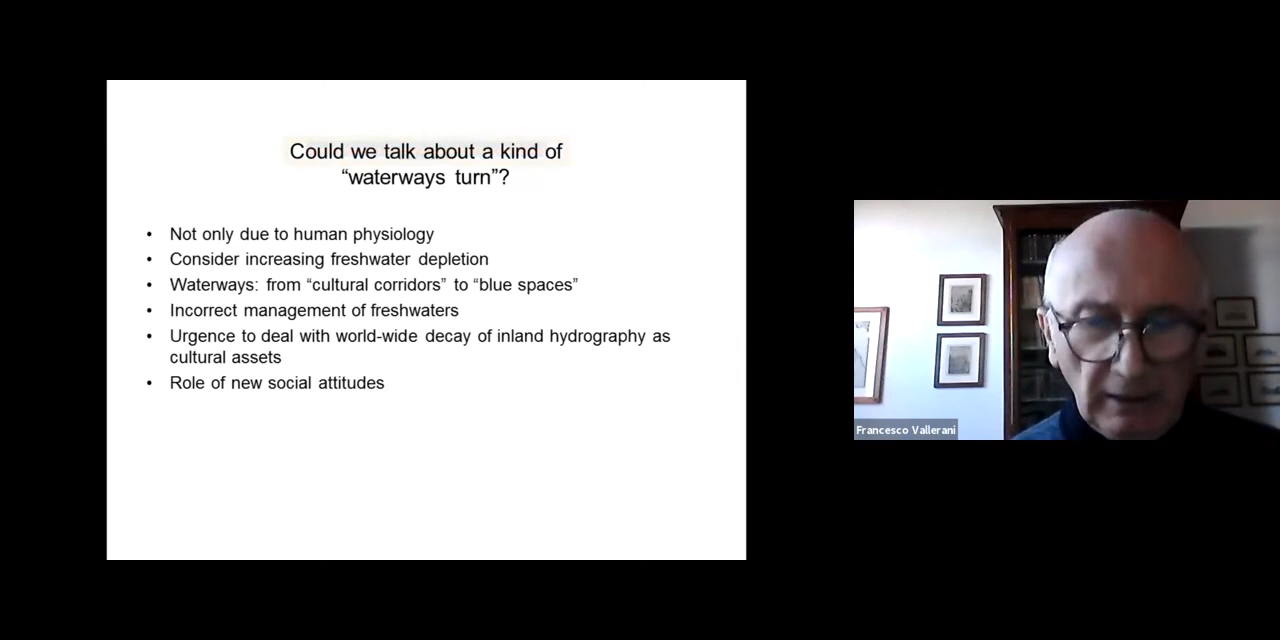 Could we talk about a kind of
“waterways turn”?
• Not only due to human physiology
• Consider increasing freshwater depletion
• Waterways: from “cultural corridors” to “blue spaces”
• Incorrect management of freshwaters
• Urgence to deal with world-wide decay of inland hydrography as
cultural assets
• Role of new social attitudes
Francesco Vallerani